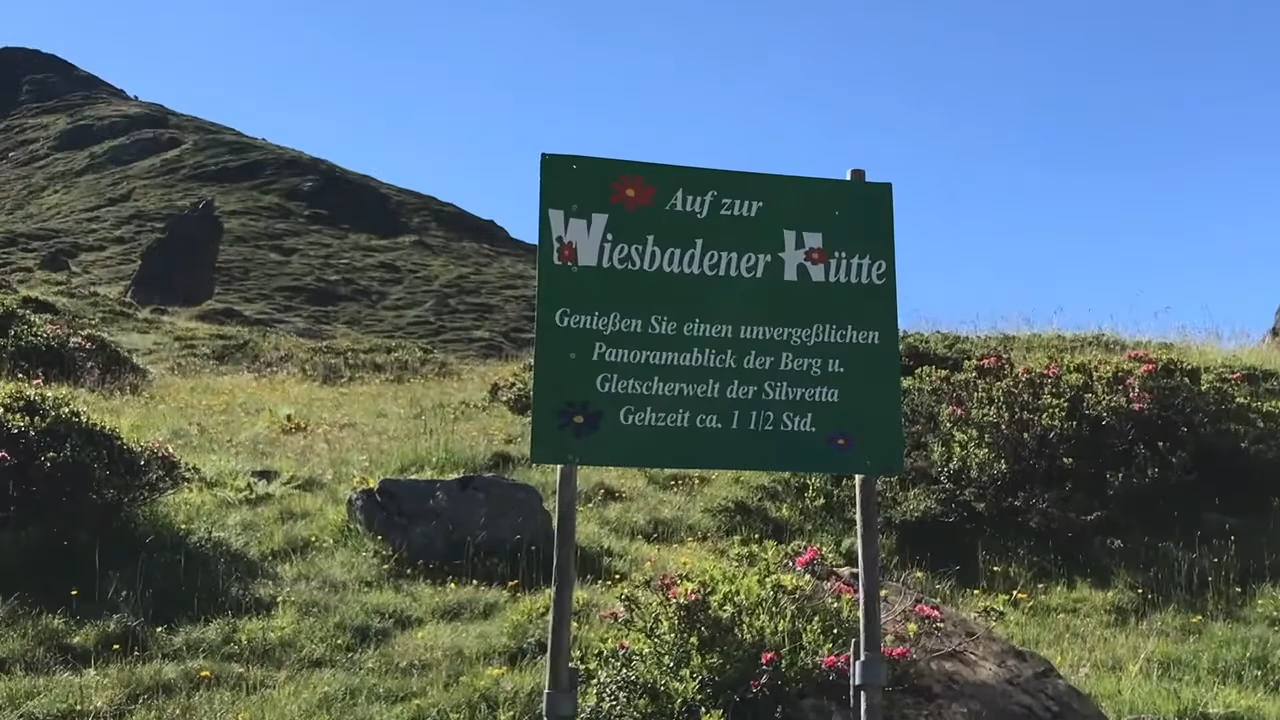 Auf zur
Wiesbadener Hütte
Genießen Sie einen unvergeßlichen
Panoramablick der Berg u.
Gletscherwelt der Silvretta
Gehzeit ca. 1 1/2 Std.